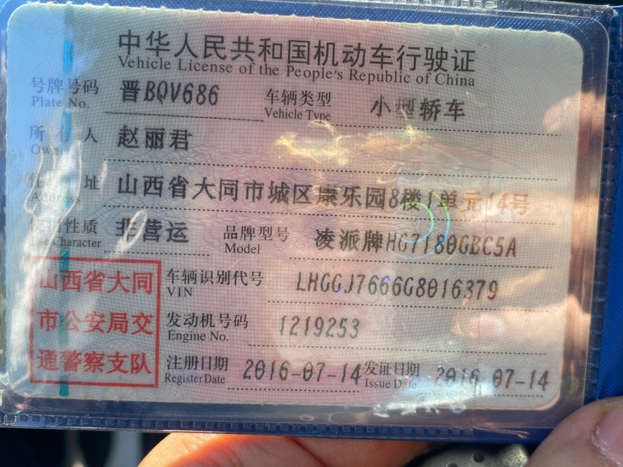 中华人民共和国机动车行驶证
Vehicle License of the People's Republic of China
号牌号码 晋BQV686 车辆类型 小型轿车
Plate No. Vehicle Type
所有人 赵丽君
址 山西省大同市城区康乐园8楼1单元14号
Address
性质 非营运 品牌型号 凌派牌HG7180GBC5A
Character Model
山西省大同
市公安局交
通警察支队
车辆识别代号 LHGGJ7666G8016379
VIN
发动机号码 1219253
Engine No.
注册日期 2016-07-14 发证日期 2016-07-14
Register Date Issue Date